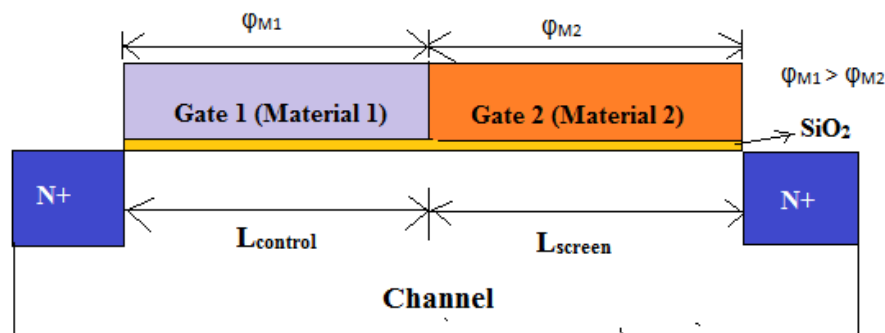 φM1
φM2
φM1 > φM2
Gate 1 (Material 1)
Gate 2 (Material 2)
SiO2
N+
N+
Lcontrol
Lscreen
Channel